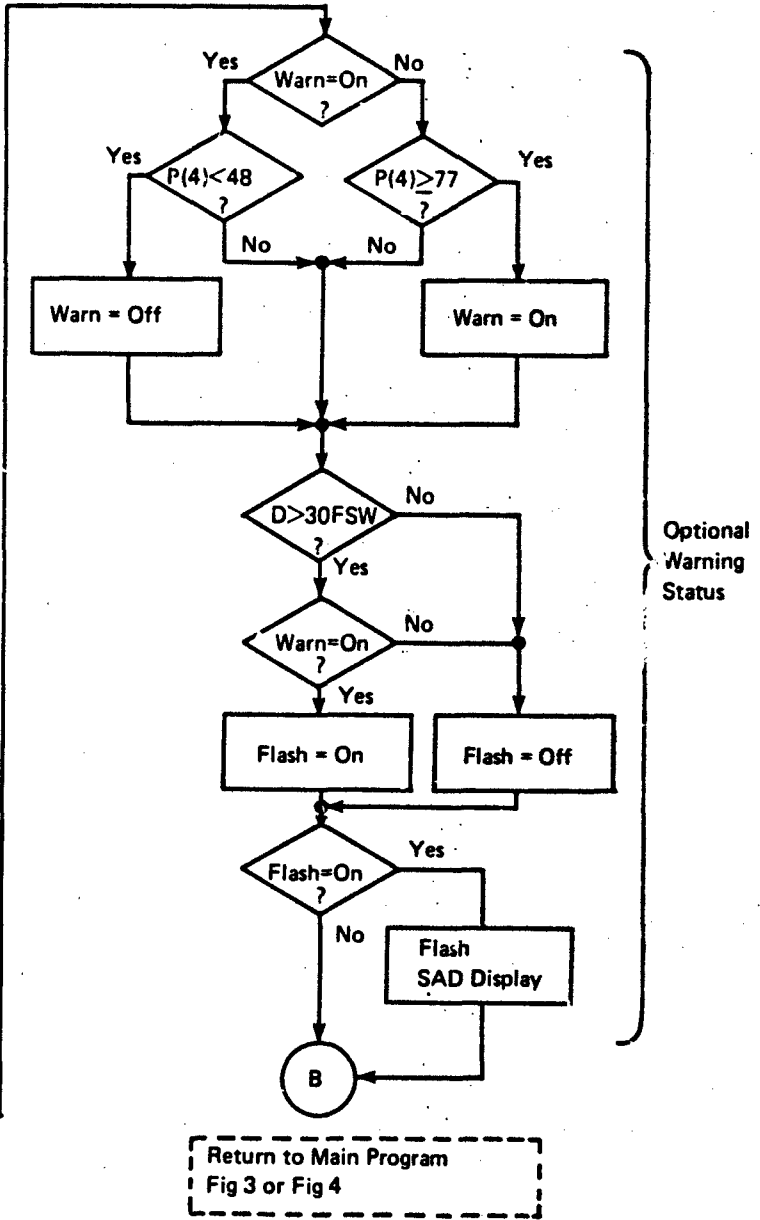 Yes
No
Warn=On
?
Yes
P(4)<48
?
P(4)≥77
?
Yes
No
No
Warn = Off
Warn = On
D>30FSW
?
No
Yes
Warn=On
?
No
Yes
Flash = On
Flash = Off
Flash=On
?
Yes
No
Flash
SAD Display
B
Optional
Warning
Status
Return to Main Program
Fig 3 or Fig 4